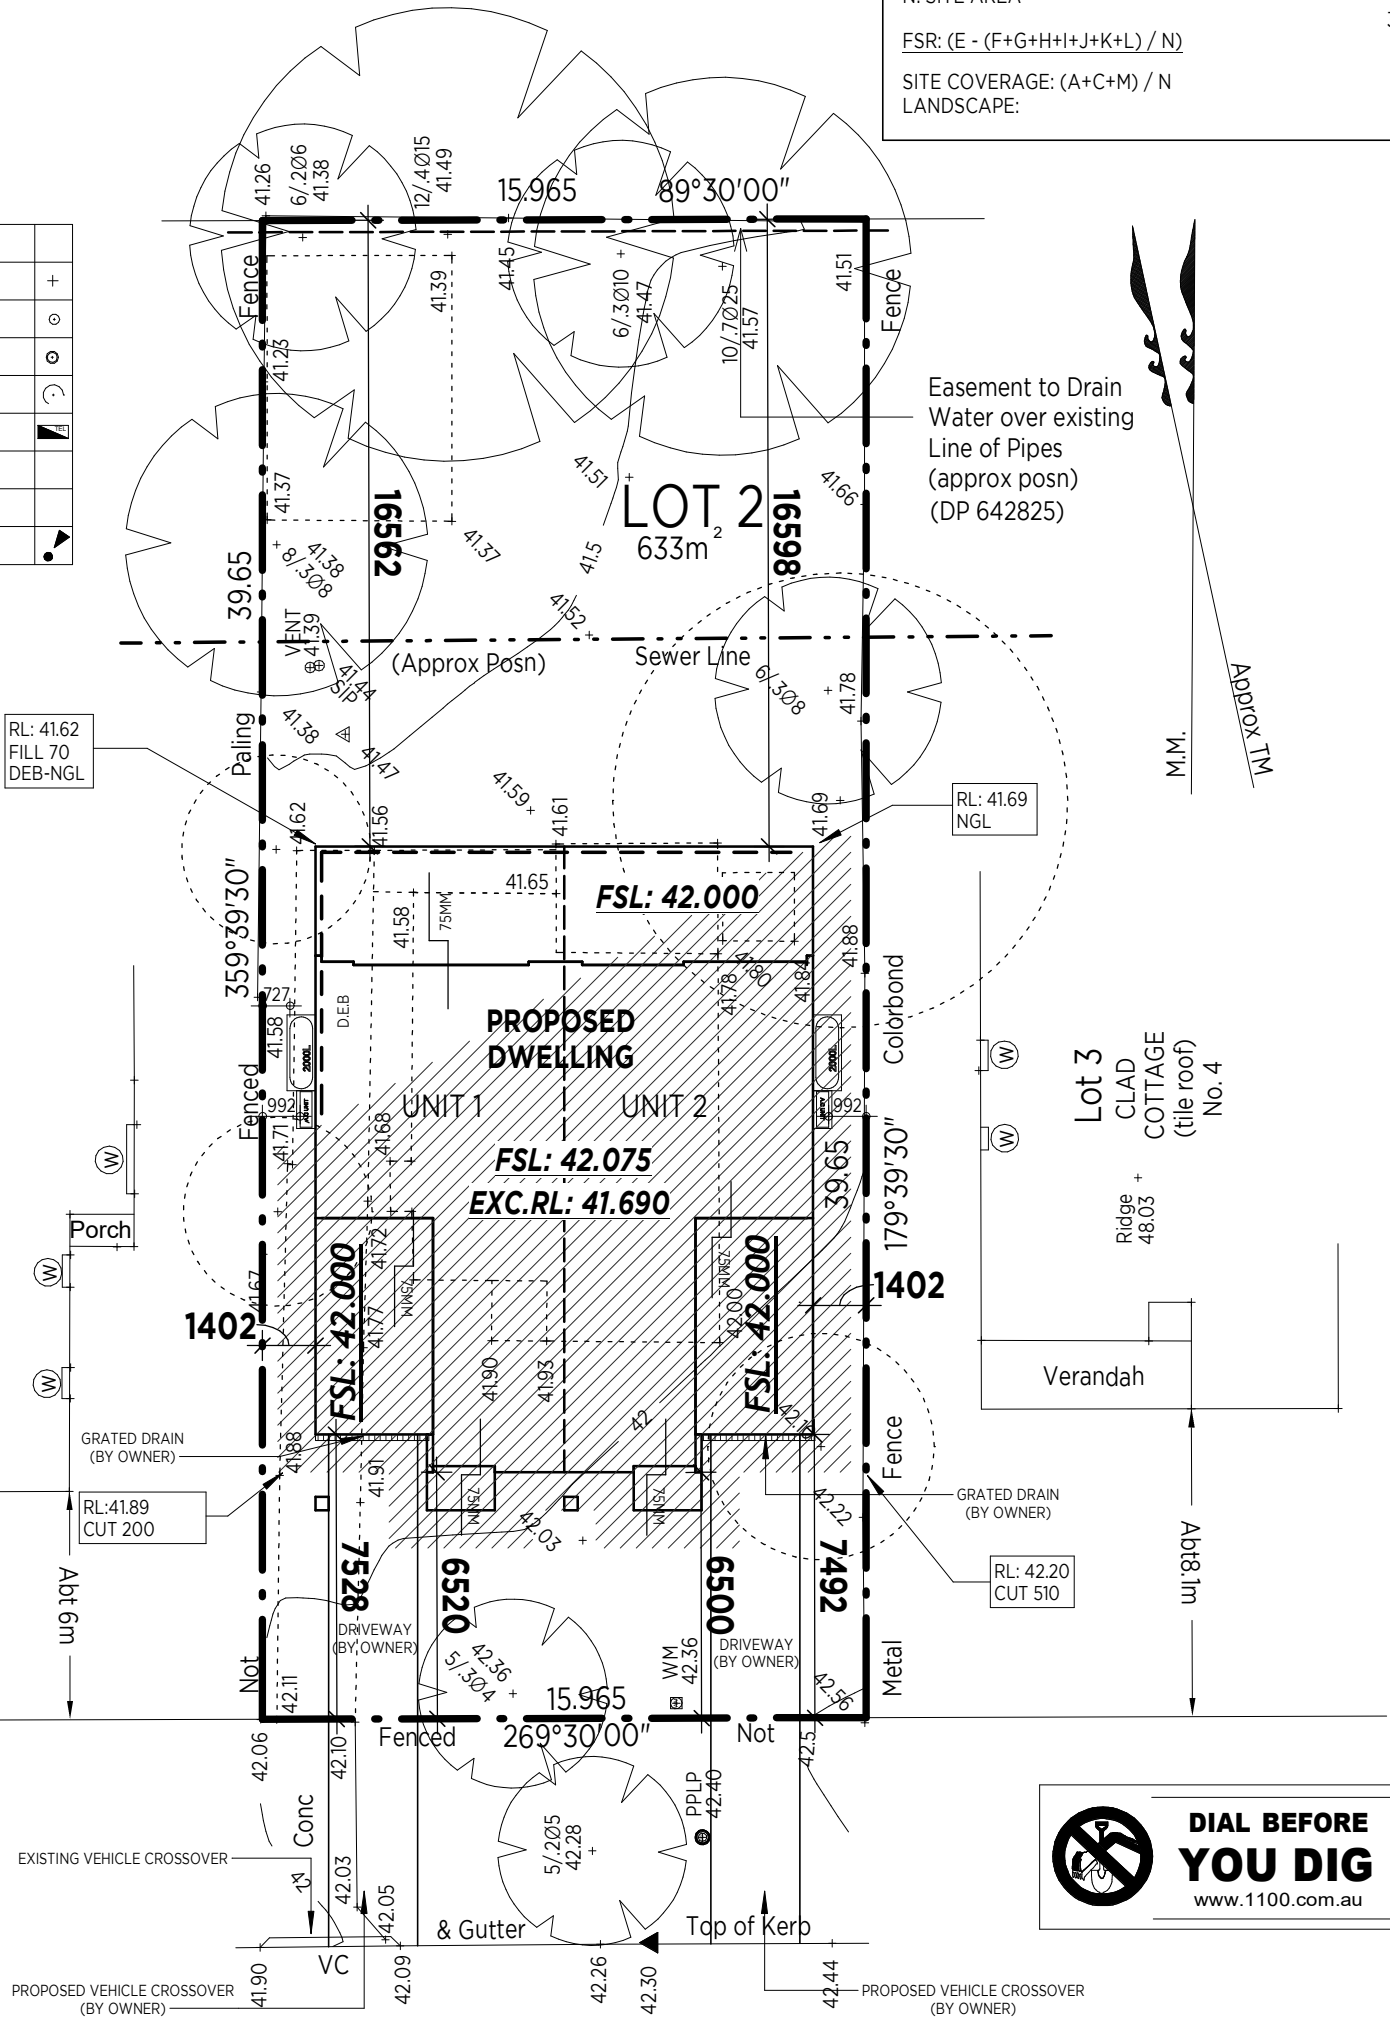 FSR: (E - (F+G+H+I+J+K+L) / N)
SITE COVERAGE: (A+C+M) / N
LANDSCAPE:
41.26
6/.2Ø6
41.38
12/.4Ø15
41.49
15.965
89°30'00"
Fence
41.39
41.45
6/.3Ø10
41.47
10/.7Ø25
41.57
41.51
Fence
41.23
TEL
Easement to Drain
Water over existing
Line of Pipes
(approx posn)
(DP 642825)
41.37
16562
41.37
41.51
LOT 2
633m²
2
16598
41.66
41.5
39.65
41.38
8/.3Ø8
41.52
VENT
41.39
41.44
SIP
(Approx Posn)
Sewer Line
6/.3Ø8
41.78
Approx TM
M.M.
RL: 41.62
FILL 70
DEB-NGL
Paling
41.38
41.47
41.59
41.62
41.56
41.61
41.69
RL: 41.69
NGL
359°39'30"
41.65
FSL: 42.000
41.58
75MM
41.78
41.80
41.84
41.88
727
41.58
D.E.B
2000L
PROPOSED
DWELLING
Colorbond
Fenced
992
41.71
41.68
UNIT 1
UNIT 2
992
39.65
179°39'30"
FSL: 42.075
EXC.RL: 41.690
Lot 3
CLAD
COTTAGE
(tile roof)
No. 4
Ridge
48.03
W
W
W
W
W
Porch
41.67
1402
FSL: 42.000
41.72
41.77
75MM
75MM
42.00
FSL: 42.000
1402
41.90
41.93
42
42.16
Verandah
GRATED DRAIN
(BY OWNER)
41.88
41.91
RL:41.89
CUT 200
75MM
75MM
42.03
42.22
Fence
GRATED DRAIN
(BY OWNER)
RL: 42.20
CUT 510
Abt 6m
Abt8.1m
7528
6520
6500
7492
DRIVEWAY
(BY OWNER)
DRIVEWAY
(BY OWNER)
Not
42.11
42.36
5/.3Ø4
WM
42.36
42.56
Metal
15.965
269°30'00"
Fenced
Not
42.06
42.10
42.5
PPLP
42.40
Conc
5/.2Ø5
42.28
EXISTING VEHICLE CROSSOVER
42
42.03
42.05
& Gutter
Top of Kerb
VC
41.90
42.09
42.26
42.30
42.44
PROPOSED VEHICLE CROSSOVER
(BY OWNER)
PROPOSED VEHICLE CROSSOVER
(BY OWNER)
DIAL BEFORE
YOU DIG
www.1100.com.au